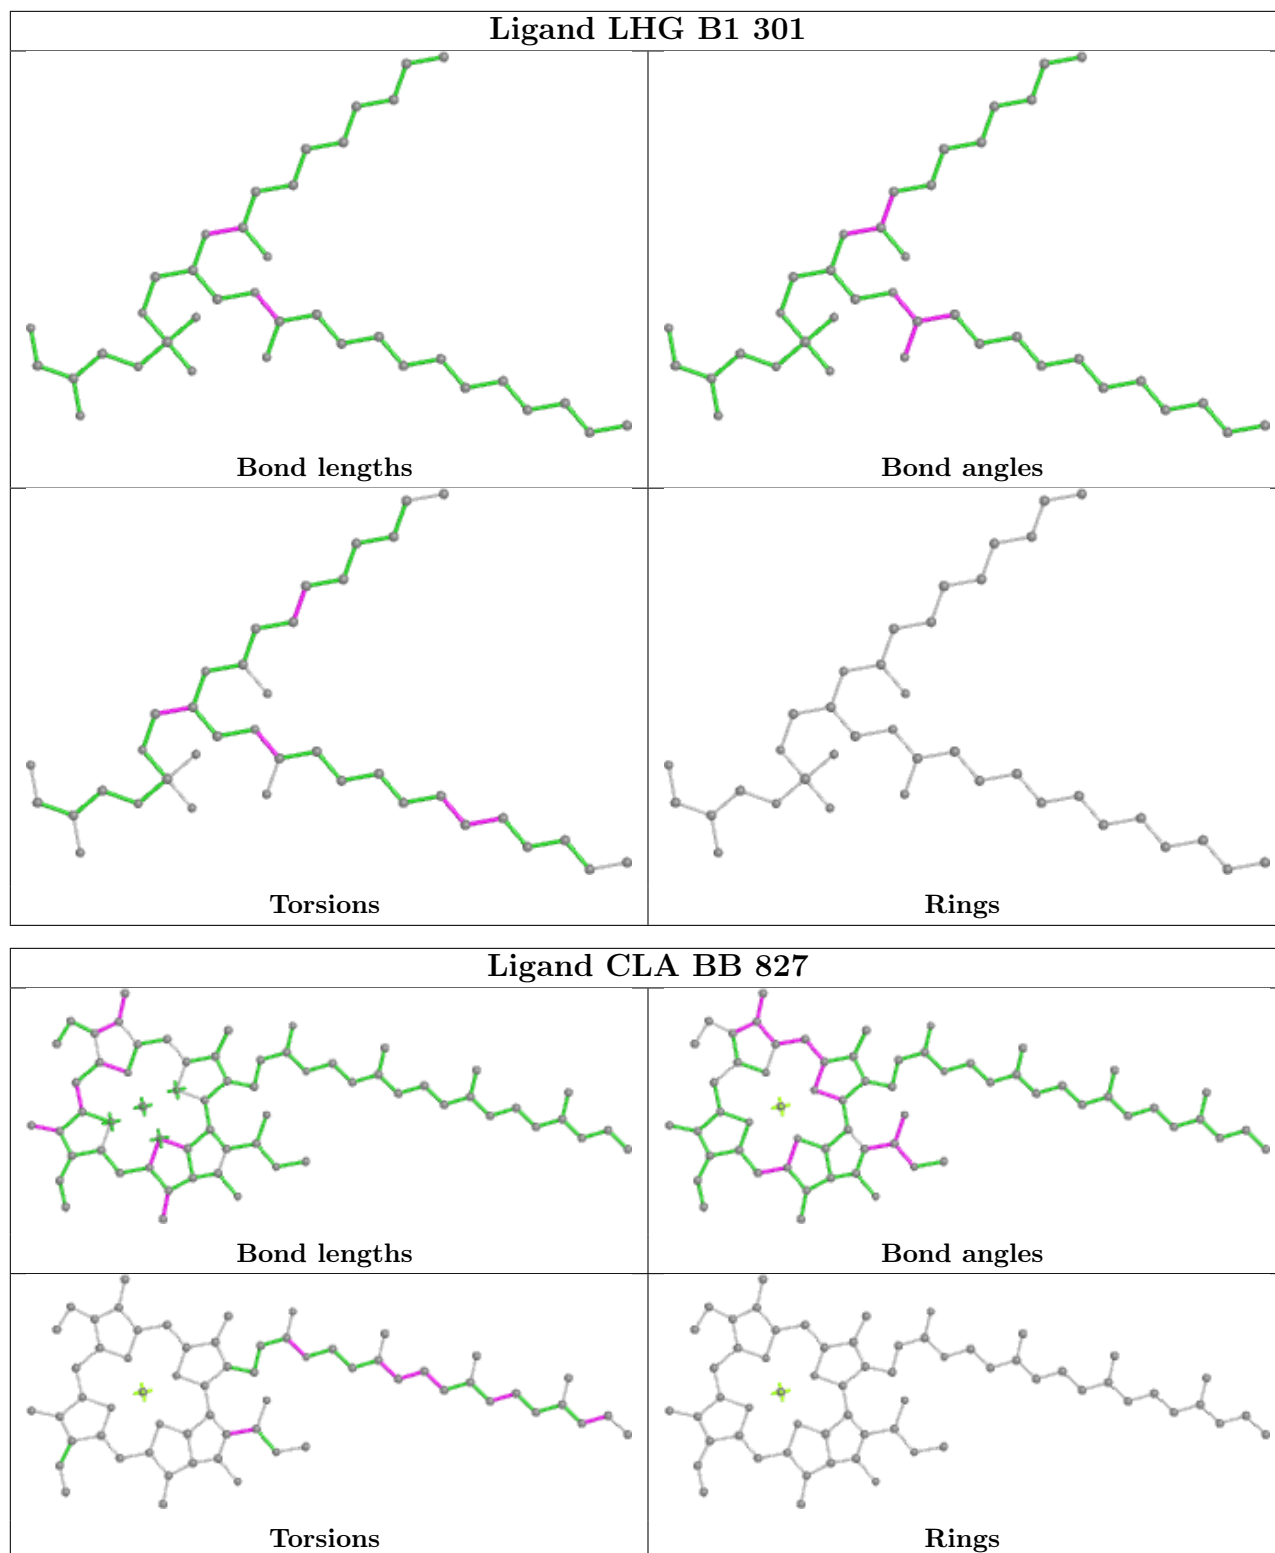 Ligand LHG B1 301
Bond lengths
Bond angles
Torsions
Rings
Ligand CLA BB 827
Bond lengths
Bond angles
Torsions
Rings